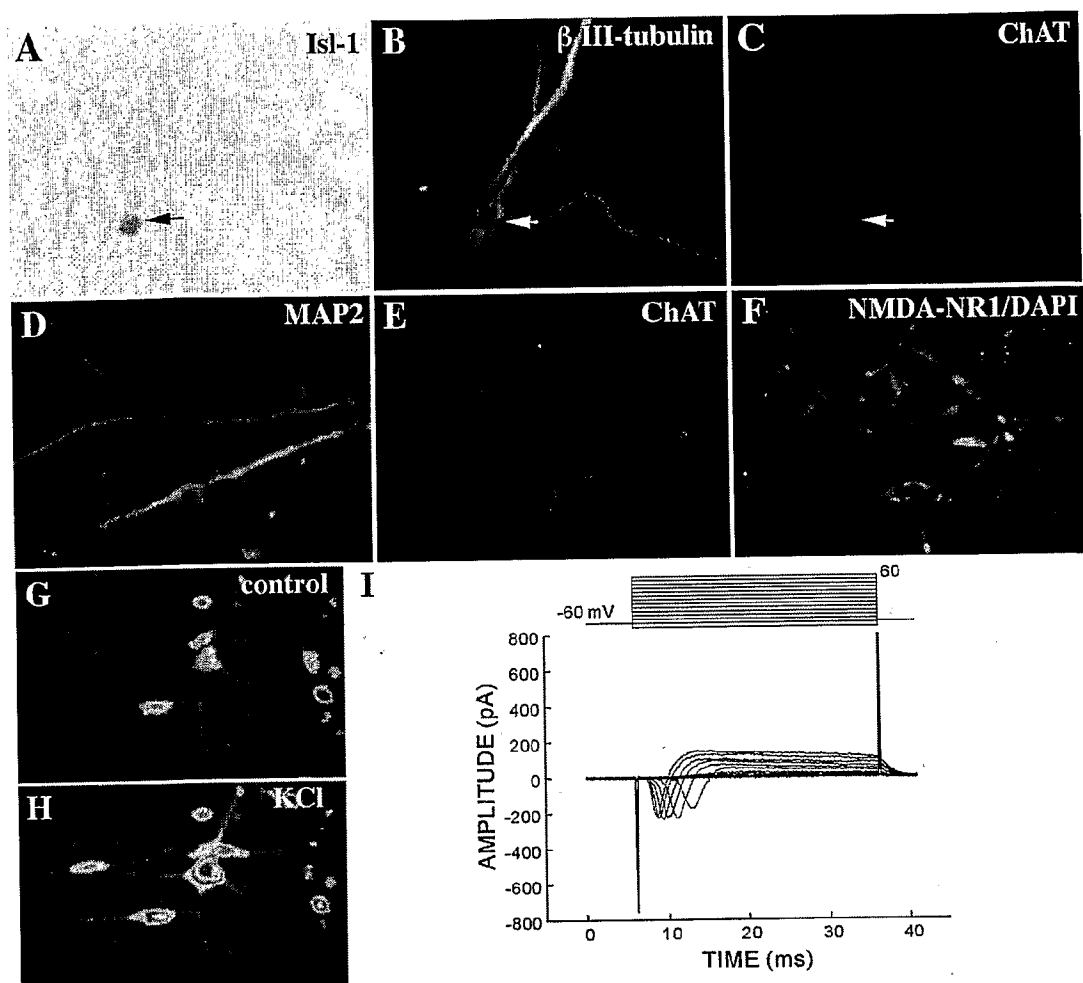 A Isl-1
B β III-tubulin
C ChAT
D MAP2
E ChAT
F NMDA-NR1/DAPI
G control
H KCl
I
60
-60 mV
800
600
400
200
0
-200
-400
-600
-800
AMPLITUDE (pA)
0 10 20 30 40
TIME (ms)